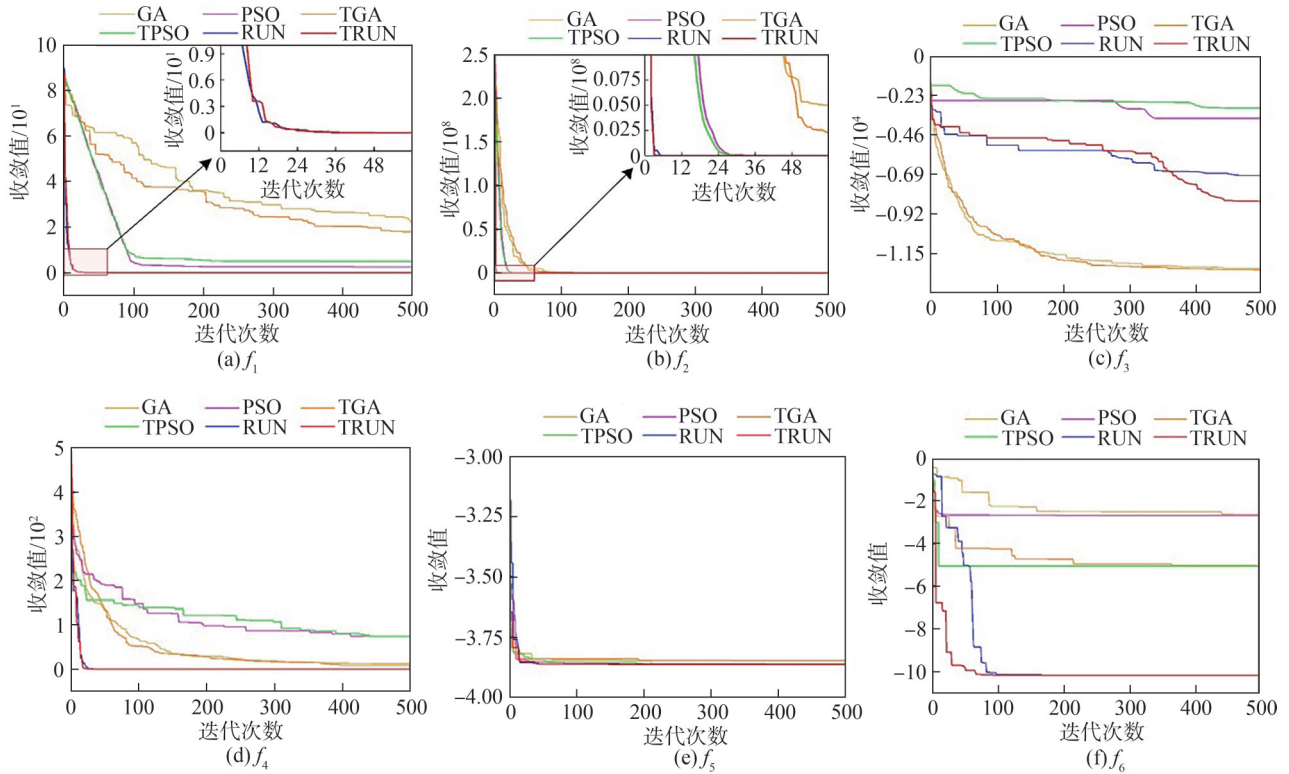 GA PSO TGA
TPSO RUN TRUN
收敛值/10¹
10
8
6
4
2
0
0 100 200 300 400 500
迭代次数
收敛值/10¹
0.9
0.6
0.3
0
0 12 24 36 48
迭代次数
(a) f₁
GA PSO TGA
TPSO RUN TRUN
收敛值/10⁸
2.5
2.0
1.5
1.0
0.5
0
0 100 200 300 400 500
迭代次数
收敛值/10⁸
0.075
0.05
0.025
0
0 12 24 36 48
迭代次数
(b) f₂
GA PSO TGA
TPSO RUN TRUN
收敛值/10⁴
0
−0.23
−0.46
−0.69
−0.92
−1.15
0 100 200 300 400 500
迭代次数
(c) f₃
GA PSO TGA
TPSO RUN TRUN
收敛值/10²
5
4
3
2
1
0
0 100 200 300 400 500
迭代次数
(d) f₄
GA PSO TGA
TPSO RUN TRUN
收敛值
−3.00
−3.25
−3.50
−3.75
−4.00
0 100 200 300 400 500
迭代次数
(e) f₅
GA PSO TGA
TPSO RUN TRUN
收敛值
0
−2
−4
−6
−8
−10
0 100 200 300 400 500
迭代次数
(f) f₆